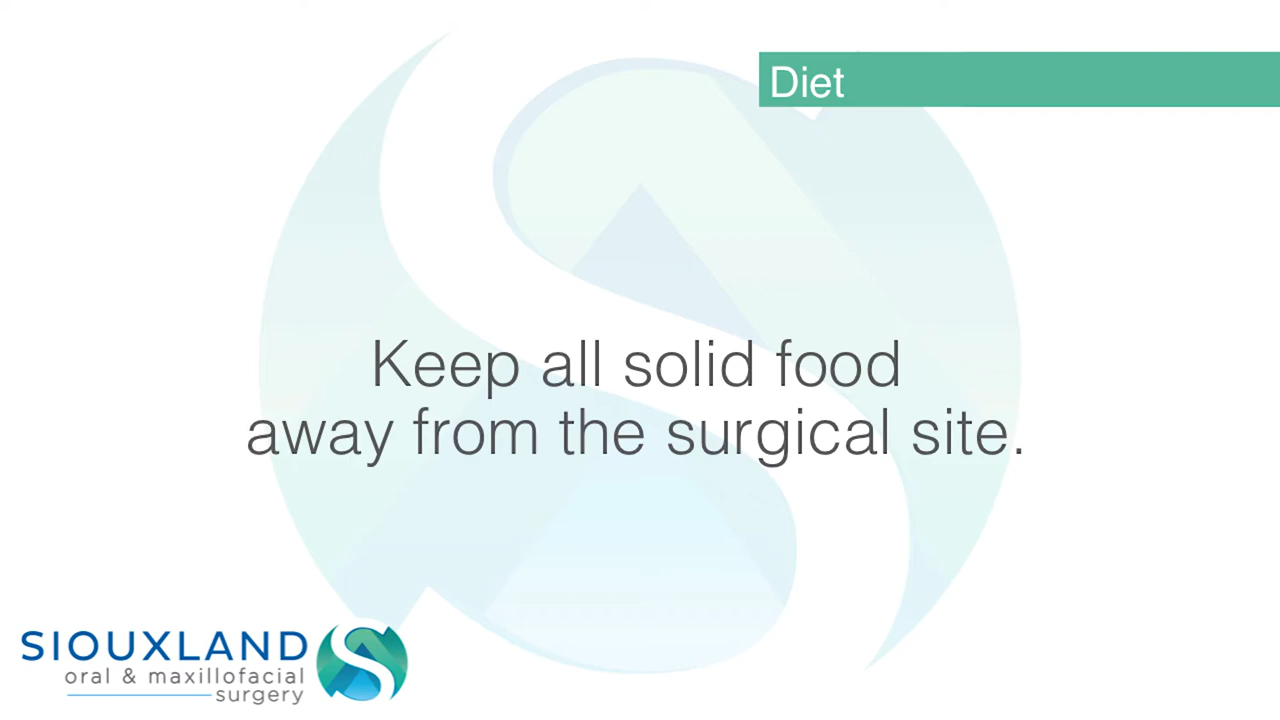 Diet
Keep all solid food
away from the surgical site.
SIOUXLAND
oral & maxillofacial
surgery